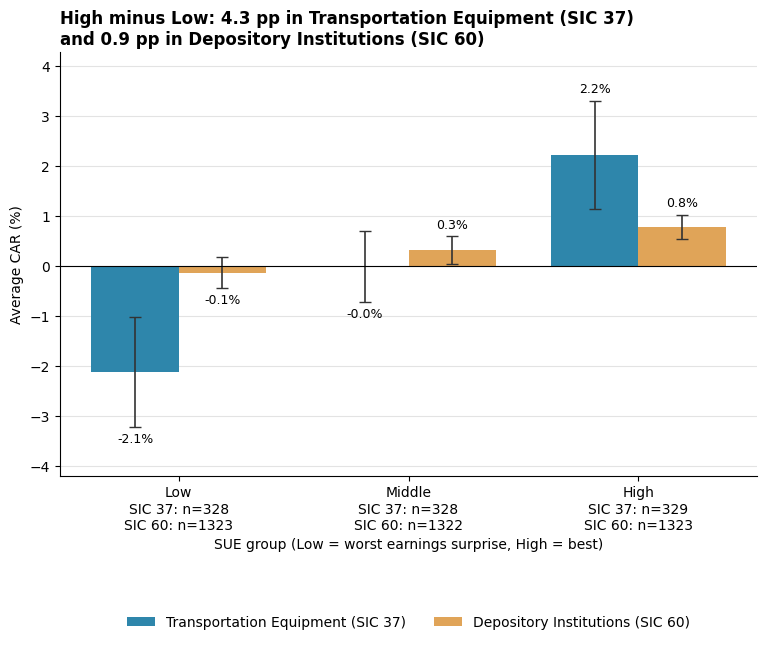 High minus Low: 4.3 pp in Transportation Equipment (SIC 37)
and 0.9 pp in Depository Institutions (SIC 60)
Average CAR (%)
4
3
2
1
0
−1
−2
−3
−4
-2.1%
-0.1%
-0.0%
0.3%
2.2%
0.8%
Low
SIC 37: n=328
SIC 60: n=1323
Middle
SIC 37: n=328
SIC 60: n=1322
High
SIC 37: n=329
SIC 60: n=1323
SUE group (Low = worst earnings surprise, High = best)
Transportation Equipment (SIC 37)
Depository Institutions (SIC 60)